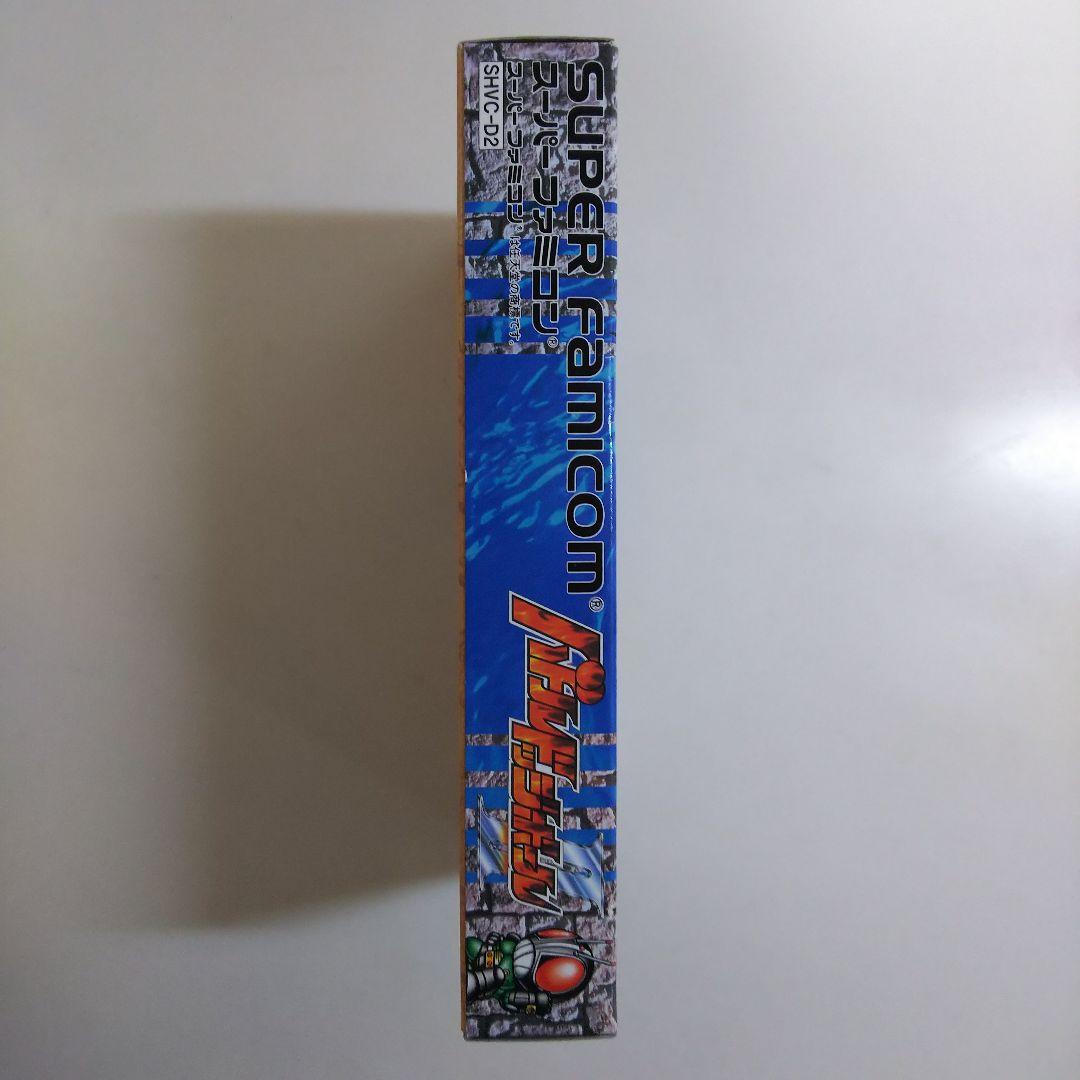 SUPER Famicom®
スーパーファミコン®
スーパーファミコン®は任天堂の商標です。
SHVC-D2
バトルドッジボール
II